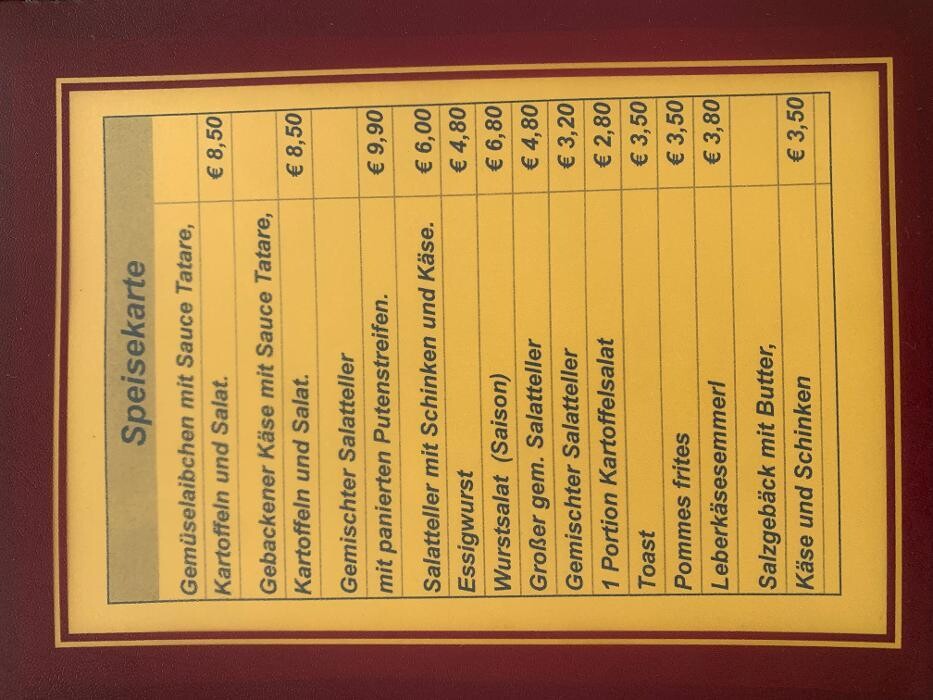 Speisekarte
Gemüselaibchen mit Sauce Tatare,
Kartoffeln und Salat. € 8,50
Gebackener Käse mit Sauce Tatare,
Kartoffeln und Salat. € 8,50
Gemischter Salatteller
mit panierten Putenstreifen. € 9,90
Salatteller mit Schinken und Käse. € 6,00
Essigwurst € 4,80
Wurstsalat (Saison) € 6,80
Großer gem. Salatteller € 4,80
Gemischter Salatteller € 3,20
1 Portion Kartoffelsalat € 2,80
Toast € 3,50
Pommes frites € 3,50
Leberkäsesemmerl € 3,80
Salzgebäck mit Butter,
Käse und Schinken € 3,50